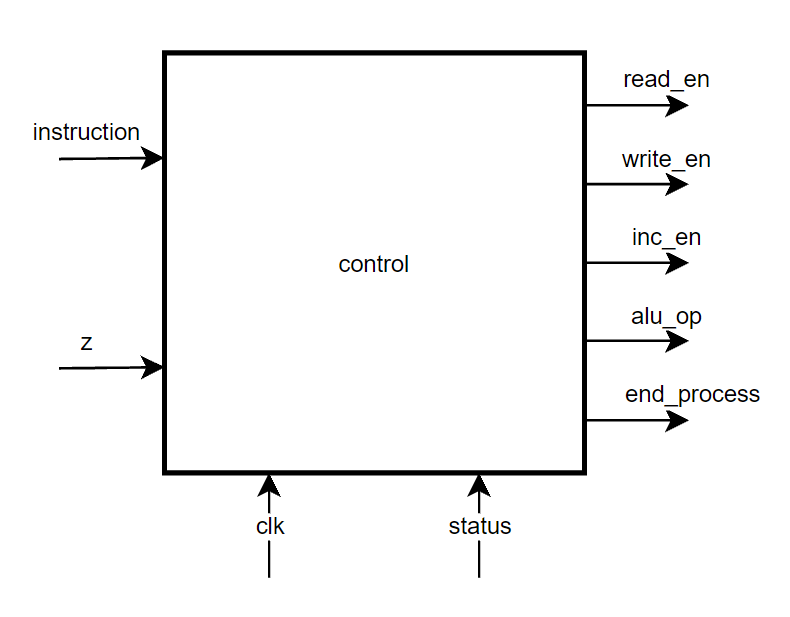 read_en
instruction
write_en
inc_en
control
alu_op
z
end_process
clk
status